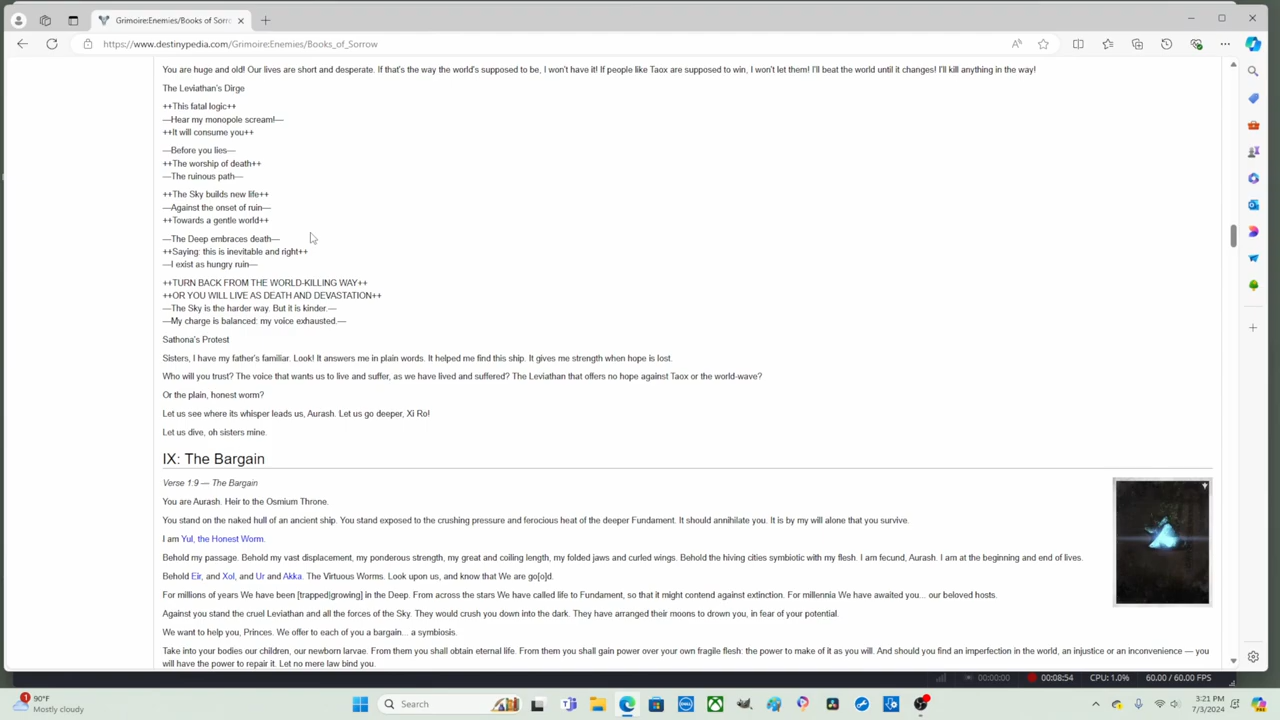 Grimoire:Enemies/Books of Sorr
https://www.destinypedia.com/Grimoire:Enemies/Books_of_Sorrow
You are huge and old! Our lives are short and desperate. If that's the way the world's supposed to be, I won't have it! If people like Taox are supposed to win, I won't let them! I'll beat the world until it changes! I'll kill anything in the way!
The Leviathan's Dirge
++This fatal logic++
—Hear my monopole scream!—
++It will consume you++
—Before you lies—
++The worship of death++
—The ruinous path—
++The Sky builds new life++
—Against the onset of ruin—
++Towards a gentle world++
—The Deep embraces death—
++Saying: this is inevitable and right++
—I exist as hungry ruin—
++TURN BACK FROM THE WORLD-KILLING WAY++
++OR YOU WILL LIVE AS DEATH AND DEVASTATION++
—The Sky is the harder way. But it is kinder.—
—My charge is balanced: my voice exhausted.—
Sathona's Protest
Sisters, I have my father's familiar. Look! It answers me in plain words. It helped me find this ship. It gives me strength when hope is lost.
Who will you trust? The voice that wants us to live and suffer, as we have lived and suffered? The Leviathan that offers no hope against Taox or the world-wave?
Or the plain, honest worm?
Let us see where its whisper leads us, Aurash. Let us go deeper, Xi Ro!
Let us dive, oh sisters mine.
IX: The Bargain
Verse 1:9 — The Bargain
You are Aurash. Heir to the Osmium Throne.
You stand on the naked hull of an ancient ship. You stand exposed to the crushing pressure and ferocious heat of the deeper Fundament. It should annihilate you. It is by my will alone that you survive.
I am Yul, the Honest Worm.
Behold my passage. Behold my vast displacement, my ponderous strength, my great and coiling length, my folded jaws and curled wings. Behold the hiving cities symbiotic with my flesh. I am fecund, Aurash. I am at the beginning and end of lives.
Behold Eir, and Xol, and Ur and Akka. The Virtuous Worms. Look upon us, and know that We are go[o]d.
For millions of years We have been [trapped|growing] in the Deep. From across the stars We have called life to Fundament, so that it might contend against extinction. For millennia We have awaited you... our beloved hosts.
Against you stand the cruel Leviathan and all the forces of the Sky. They would crush you down into the dark. They have arranged their moons to drown you, in fear of your potential.
We want to help you, Princes. We offer to each of you a bargain... a symbiosis.
Take into your bodies our children, our newborn larvae. From them you shall obtain eternal life. From them you shall gain power over your own fragile flesh: the power to make of it as you will. And should you find an imperfection in the world, an injustice or an inconvenience — you
will have the power to repair it. Let no mere law bind you.
00:00:00 00:08:54 CPU: 1.0% 60.00 / 60.00 FPS
1
90°F
Mostly cloudy
Search
3:21 PM
7/3/2024